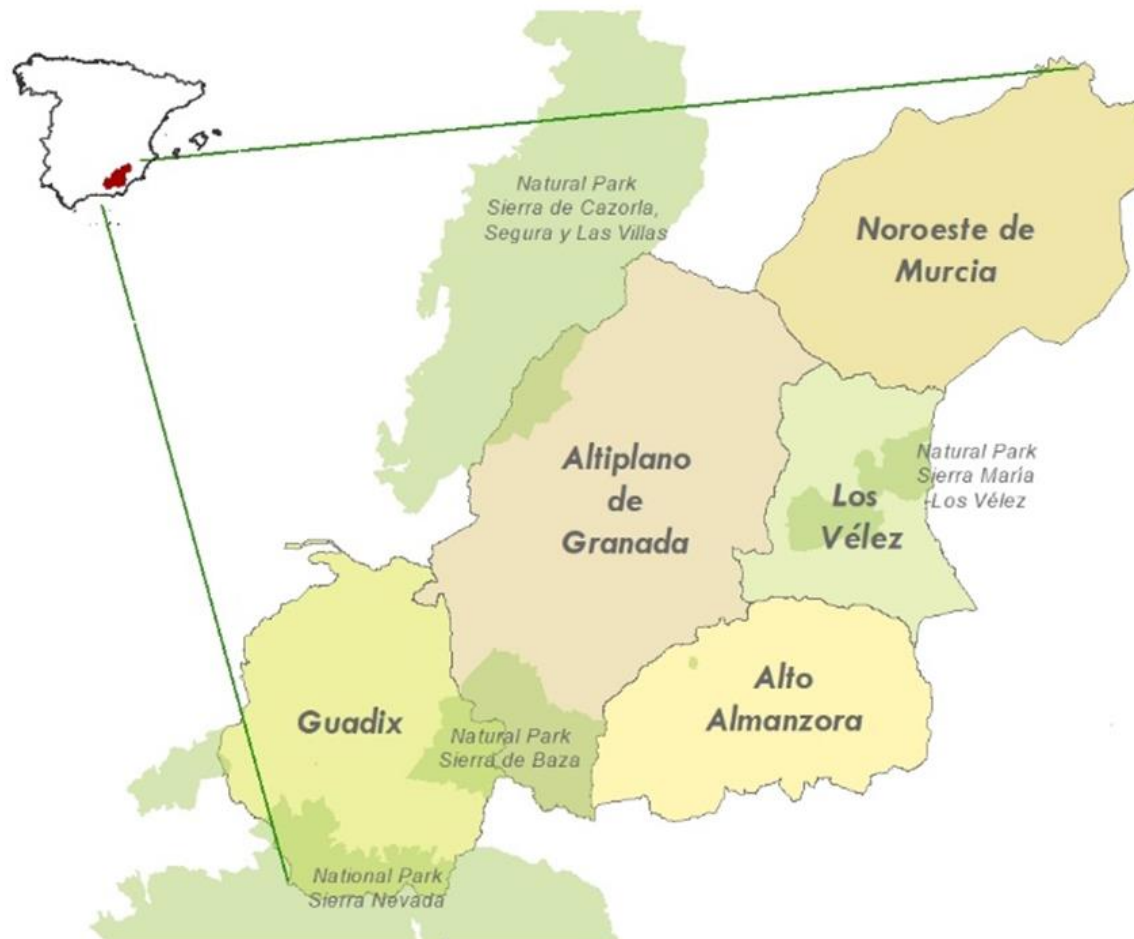 Natural Park
Sierra de Cazorla,
Segura y Las Villas
Noroeste de
Murcia
Altiplano
de
Granada
Natural Park
Sierra María
-Los Vélez
Los
Vélez
Guadix
Natural Park
Sierra de Baza
Alto
Almanzora
National Park
Sierra Nevada